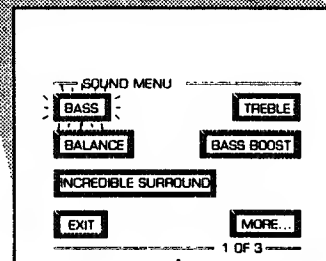 SOUND MENU
BASS TREBLE
BALANCE BASS BOOST
INCREDIBLE SURROUND
EXIT MORE...
1 OF 3